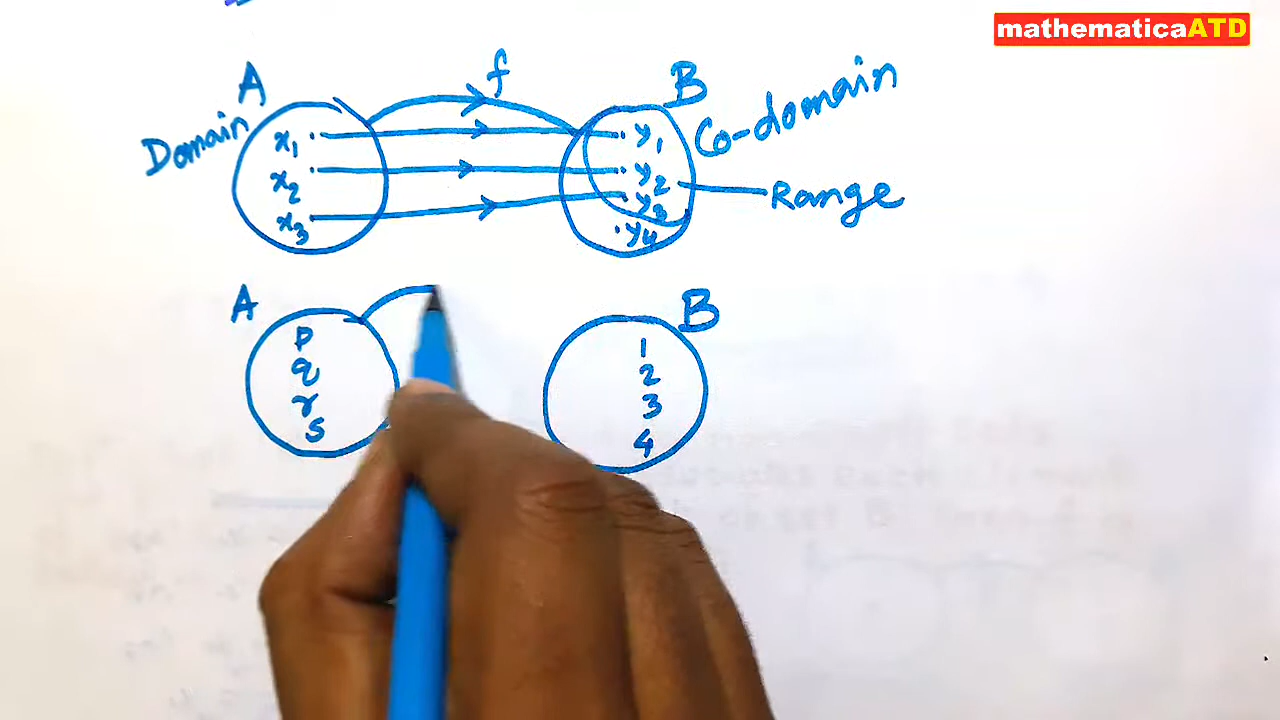 mathematicaATD
A
f
B
Domain
Co-domain
x1
y1
x2
y2
Range
x3
y3
y4
A
B
p
1
q
2
r
3
s
4